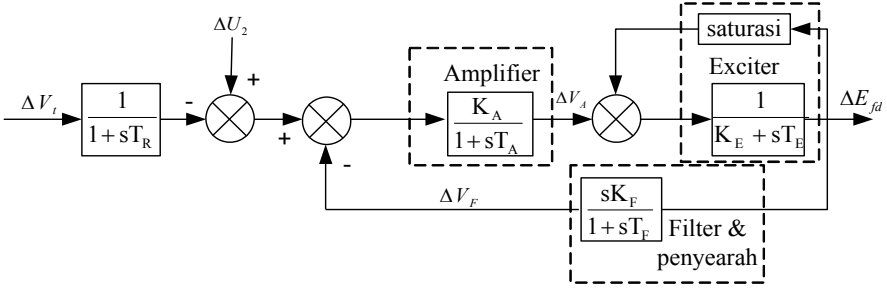 ΔU₂
saturasi
Amplifier
Exciter
ΔVₜ
1
1 + sT_R
-
+
+
-
K_A
1 + sT_A
ΔV_A
1
K_E + sT_E
ΔE_fd
ΔV_F
sK_F
1 + sT_F
Filter &
penyearah